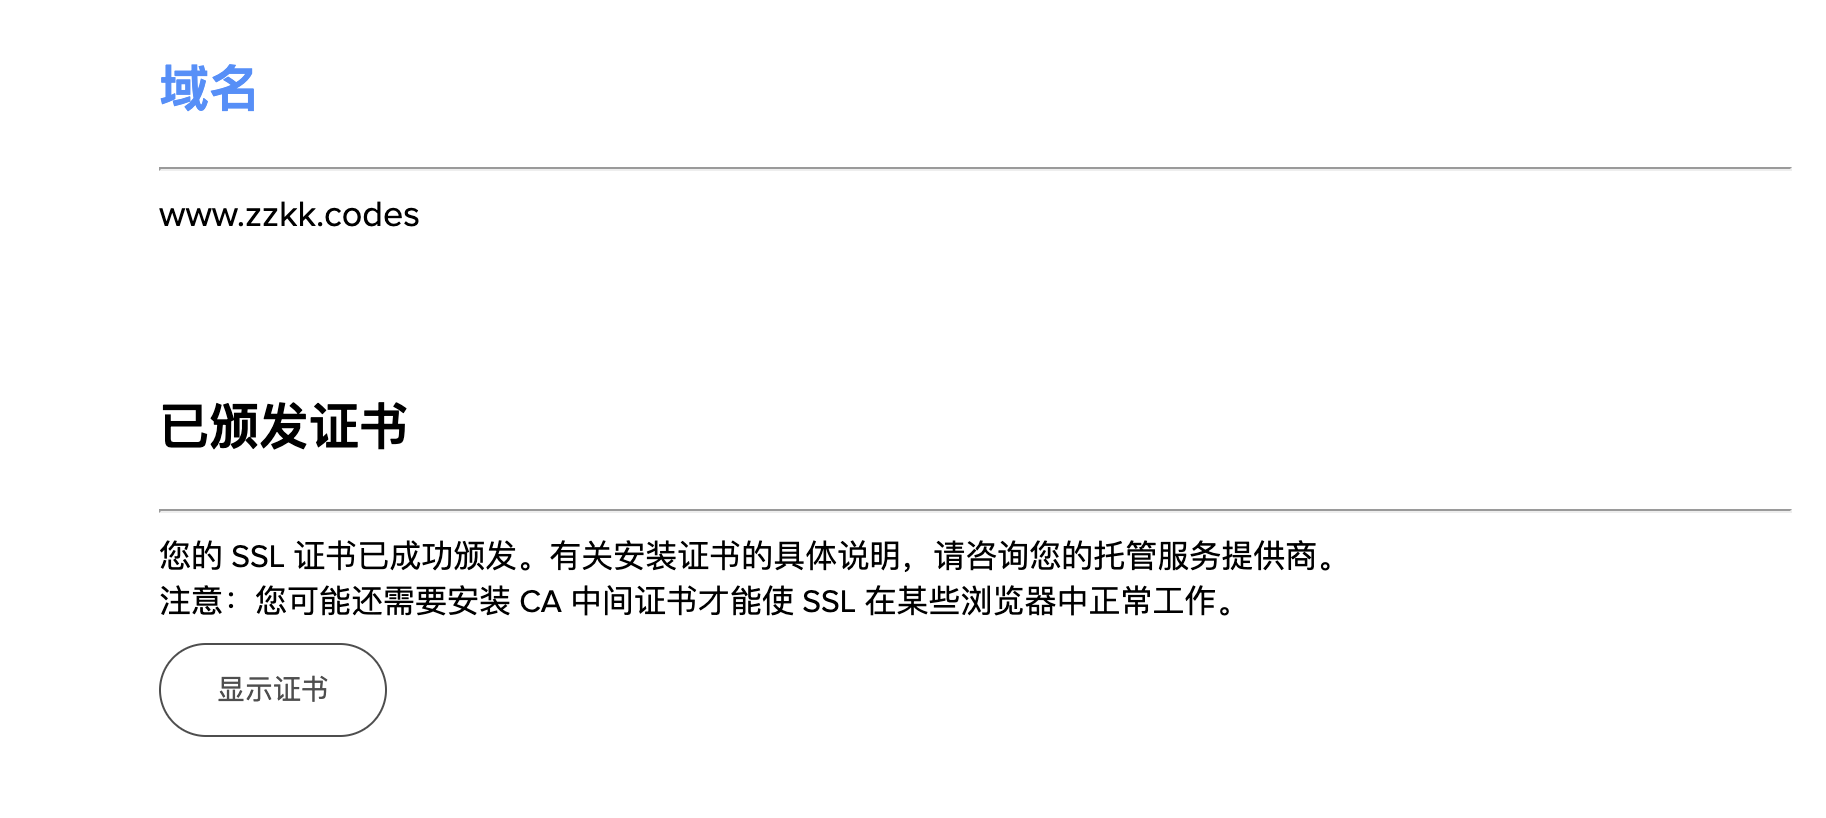 域名
www.zzkk.codes
已颁发证书
您的 SSL 证书已成功颁发。有关安装证书的具体说明，请咨询您的托管服务提供商。
注意：您可能还需要安装 CA 中间证书才能使 SSL 在某些浏览器中正常工作。
显示证书